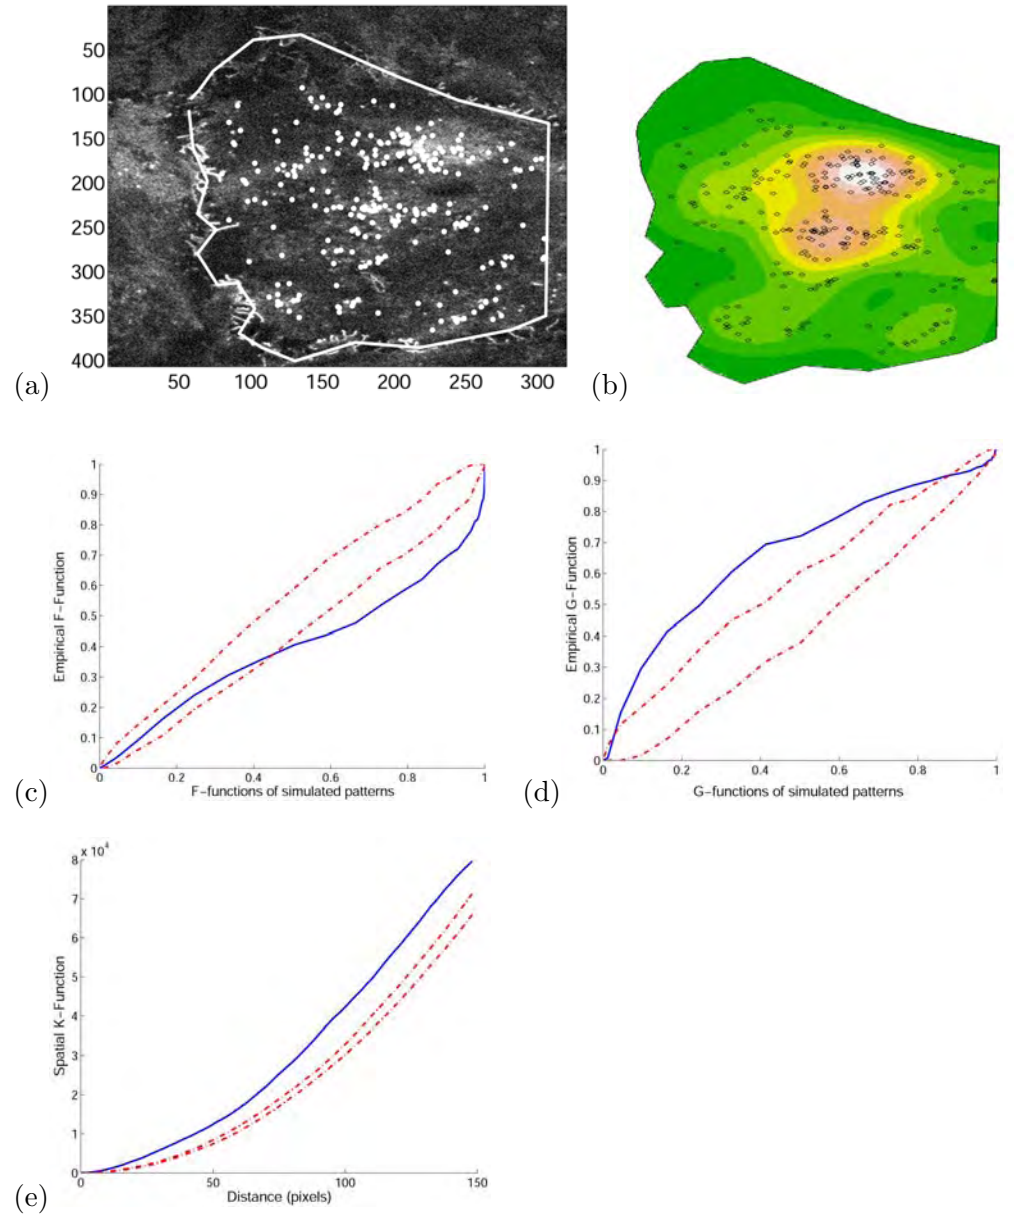 50
100
150
200
250
300
350
400
50 100 150 200 250 300
(a)
(b)
1
0.9
0.8
0.7
0.6
0.5
0.4
0.3
0.2
0.1
0
0 0.2 0.4 0.6 0.8 1
Empirical F-Function
F-functions of simulated patterns
(c)
1
0.9
0.8
0.7
0.6
0.5
0.4
0.3
0.2
0.1
0
0 0.2 0.4 0.6 0.8 1
Empirical G-Function
G-functions of simulated patterns
(d)
x 10^4
8
7
6
5
4
3
2
1
0
0 50 100 150
Spatial K-Function
Distance (pixels)
(e)